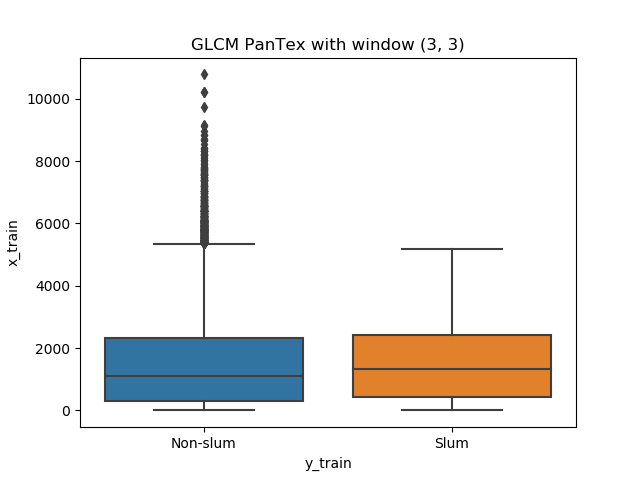 GLCM PanTex with window (3, 3)
10000
8000
6000
4000
2000
0
x_train
Non-slum
Slum
y_train